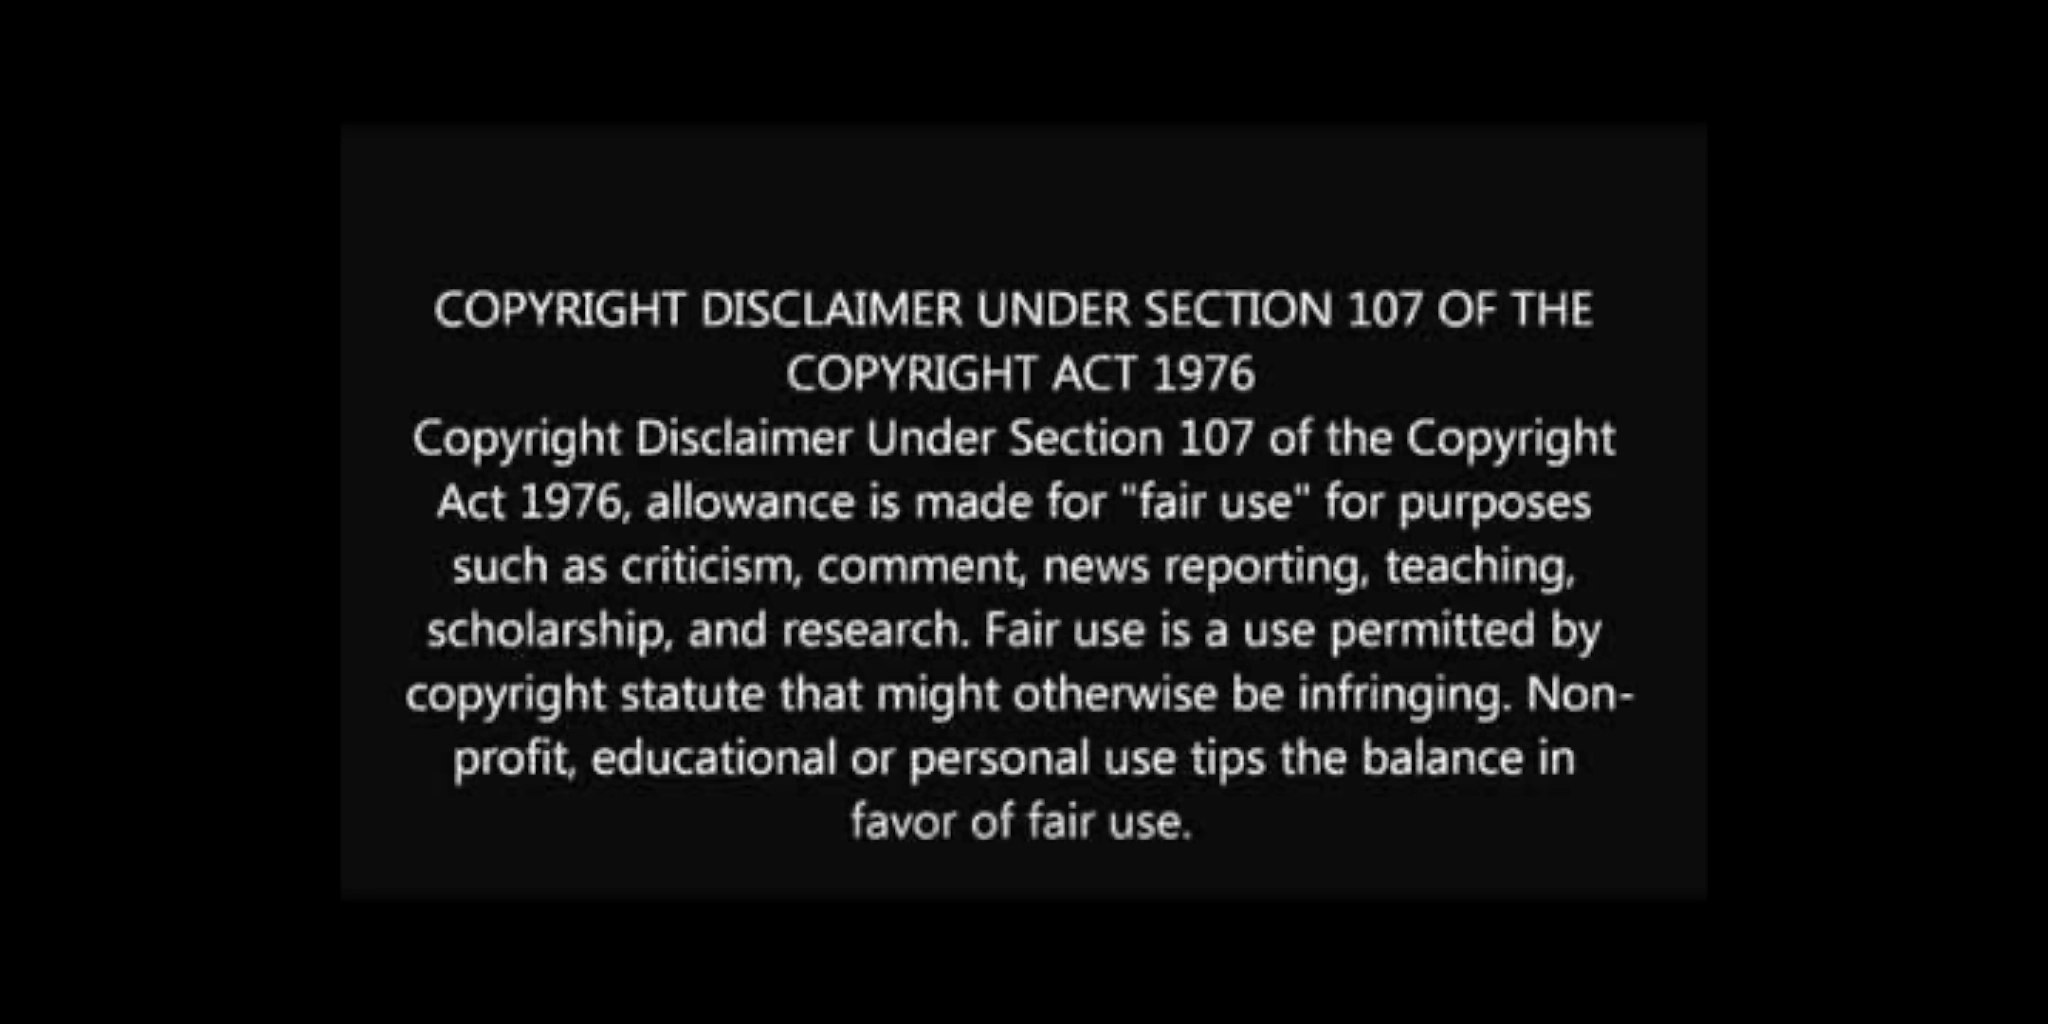 COPYRIGHT DISCLAIMER UNDER SECTION 107 OF THE
COPYRIGHT ACT 1976
Copyright Disclaimer Under Section 107 of the Copyright
Act 1976, allowance is made for "fair use" for purposes
such as criticism, comment, news reporting, teaching,
scholarship, and research. Fair use is a use permitted by
copyright statute that might otherwise be infringing. Non-
profit, educational or personal use tips the balance in
favor of fair use.